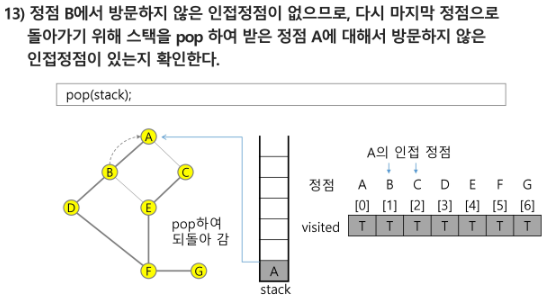 13) 정점 B에서 방문하지 않은 인접정점이 없으므로, 다시 마지막 정점으로
돌아가기 위해 스택을 pop 하여 받은 정점 A에 대해서 방문하지 않은
인접정점이 있는지 확인한다.
pop(stack);
A
B
C
D
E
F
G
pop하여
되돌아 감
A
stack
A의 인접 정점
정점 A B C D E F G
[0] [1] [2] [3] [4] [5] [6]
visited T T T T T T T